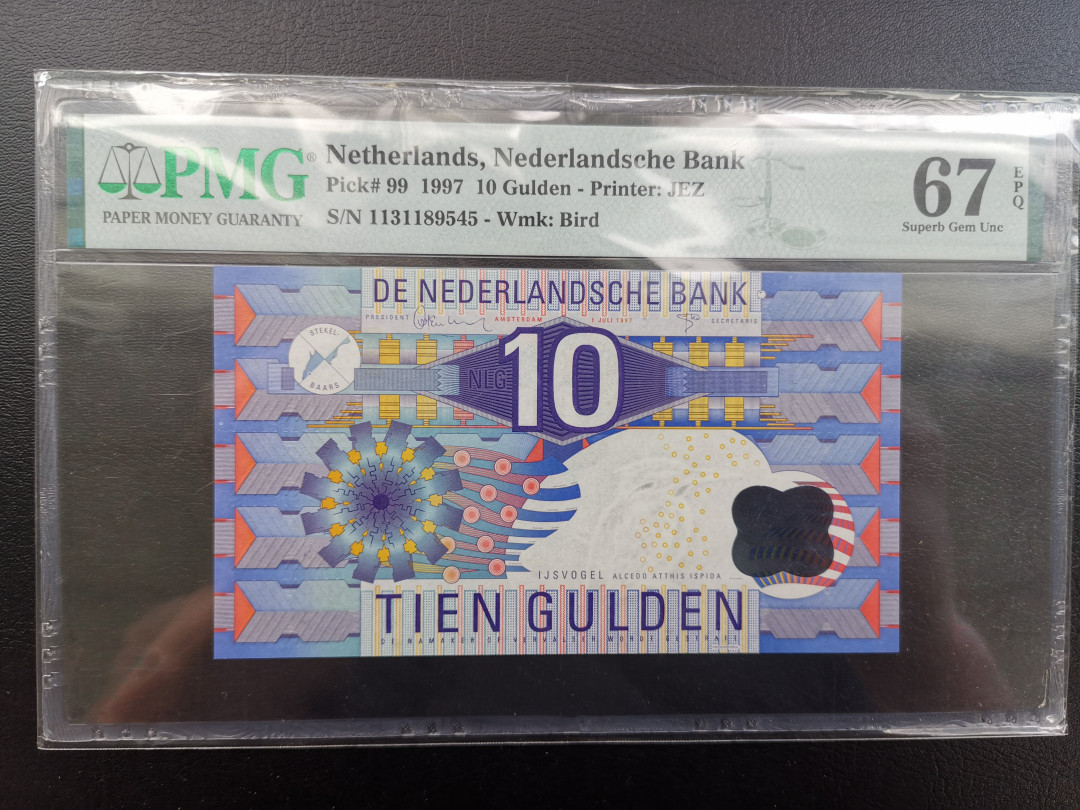 PMG®
PAPER MONEY GUARANTY
Netherlands, Nederlandsche Bank
Pick# 99 1997 10 Gulden - Printer: JEZ
S/N 1131189545 - Wmk: Bird
67
EPQ
Superb Gem Unc
DE NEDERLANDSCHE BANK
PRESIDENT AMSTERDAM 1 JULI 1997 SECRETARIS
STEKEL-
BAARS
NLG 10
IJSVOGEL ALCEDO ATTHIS ISPIDA
TIEN GULDEN